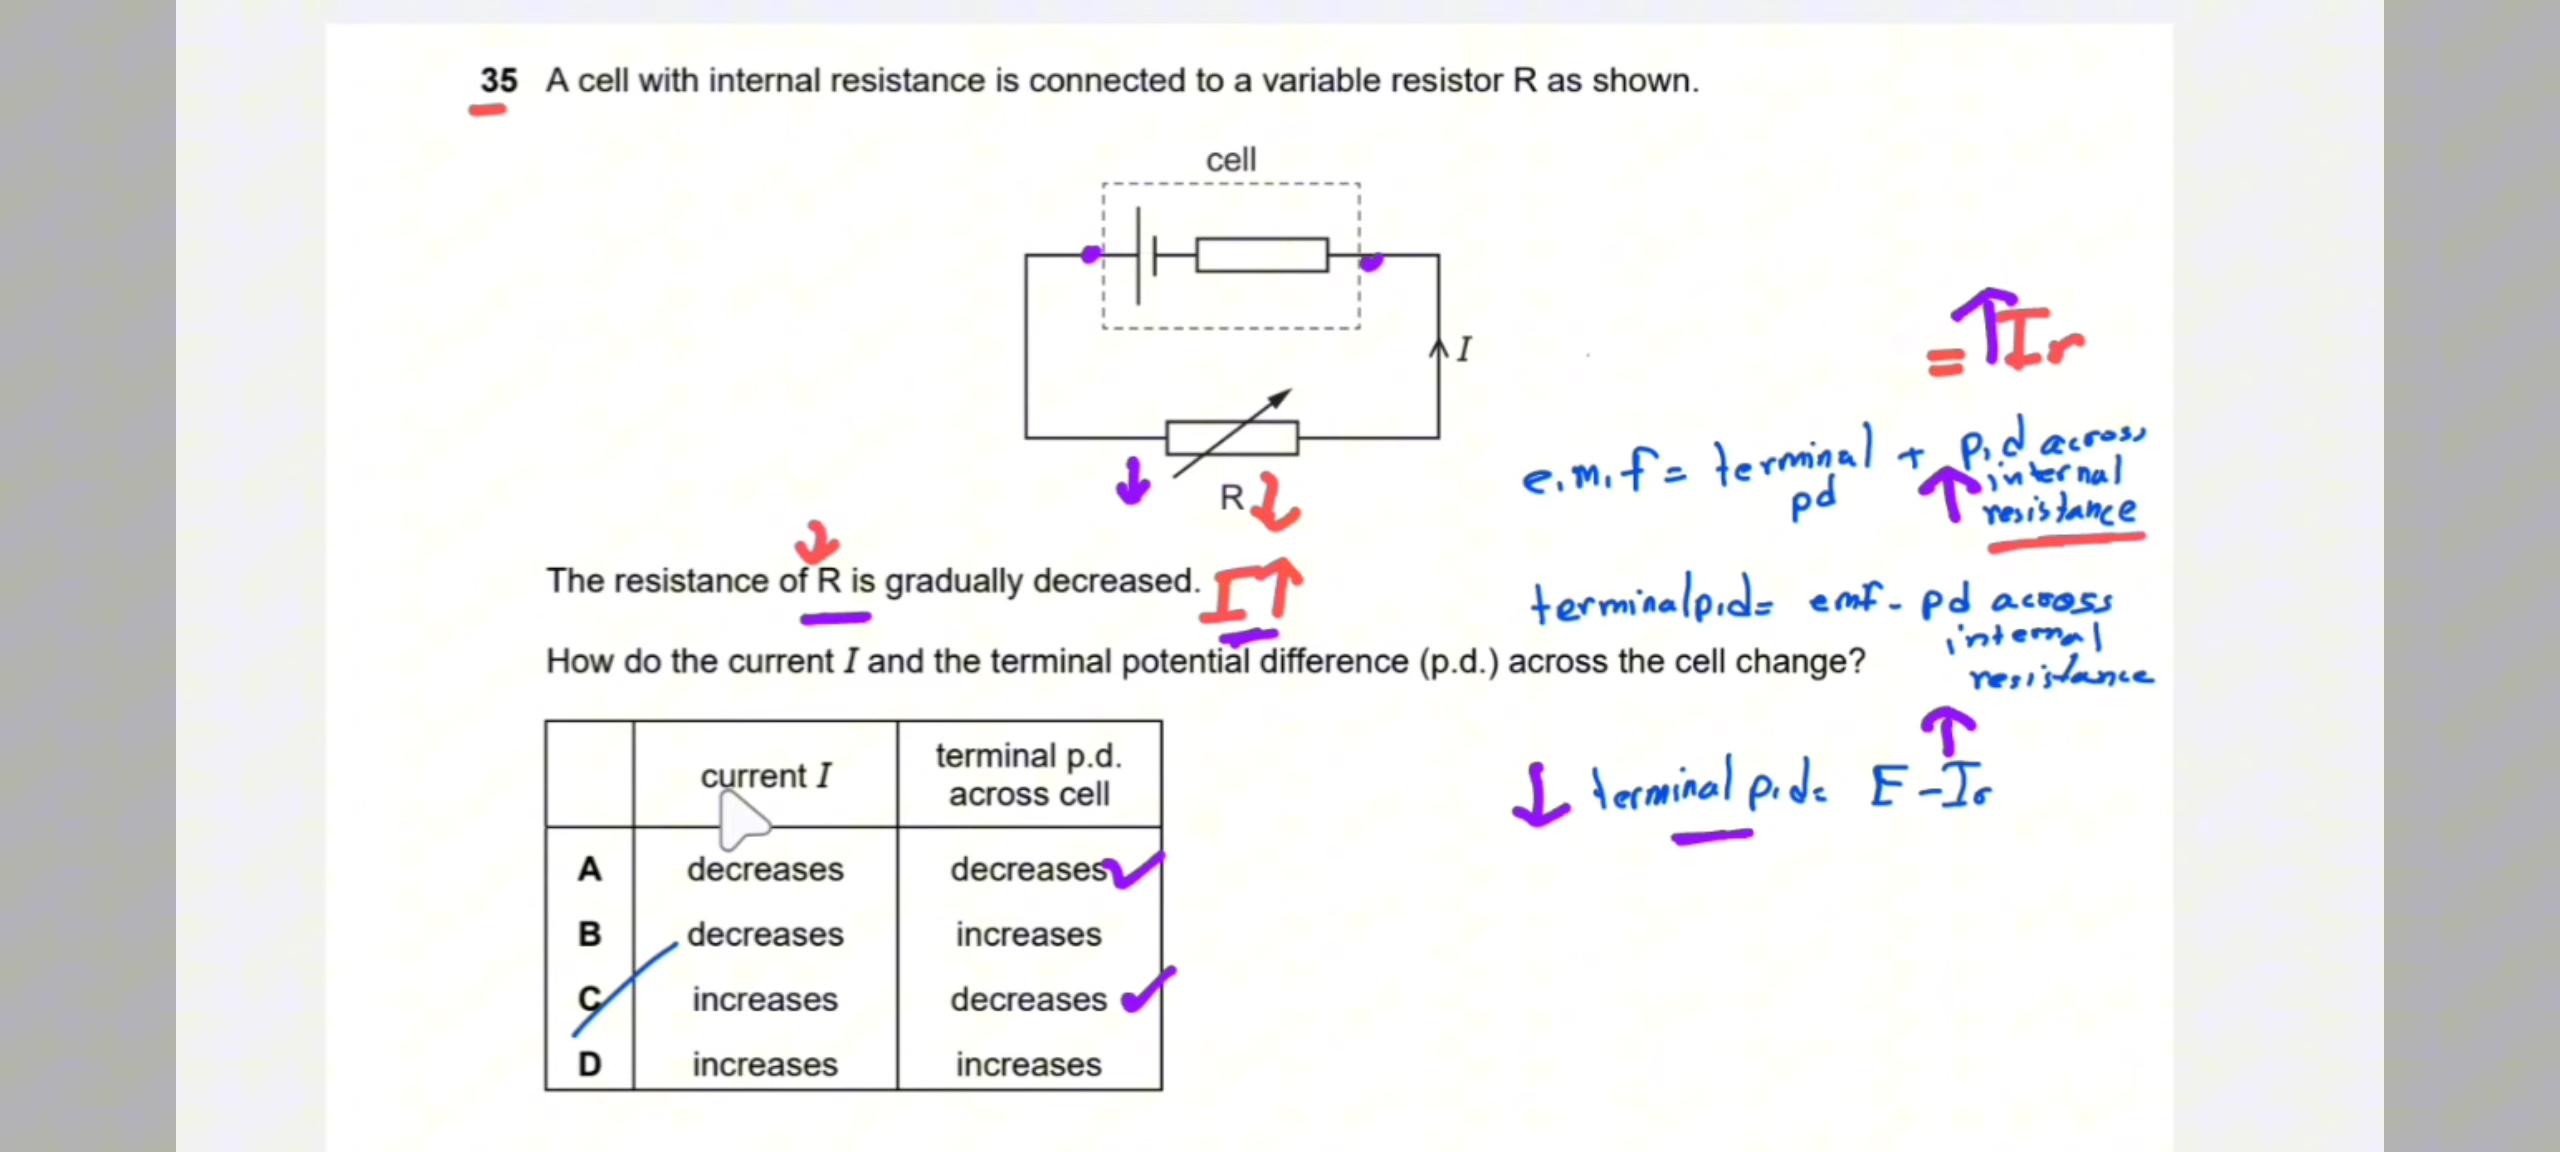 35 A cell with internal resistance is connected to a variable resistor R as shown.
cell
I
= Ir
R
e.m.f = terminal pd + p.d across internal resistance
The resistance of R is gradually decreased. I
terminal p.d = emf - pd across internal resistance
How do the current I and the terminal potential difference (p.d.) across the cell change?
current I terminal p.d. across cell
terminal p.d = E - Ir
A decreases decreases
B decreases increases
C increases decreases
D increases increases